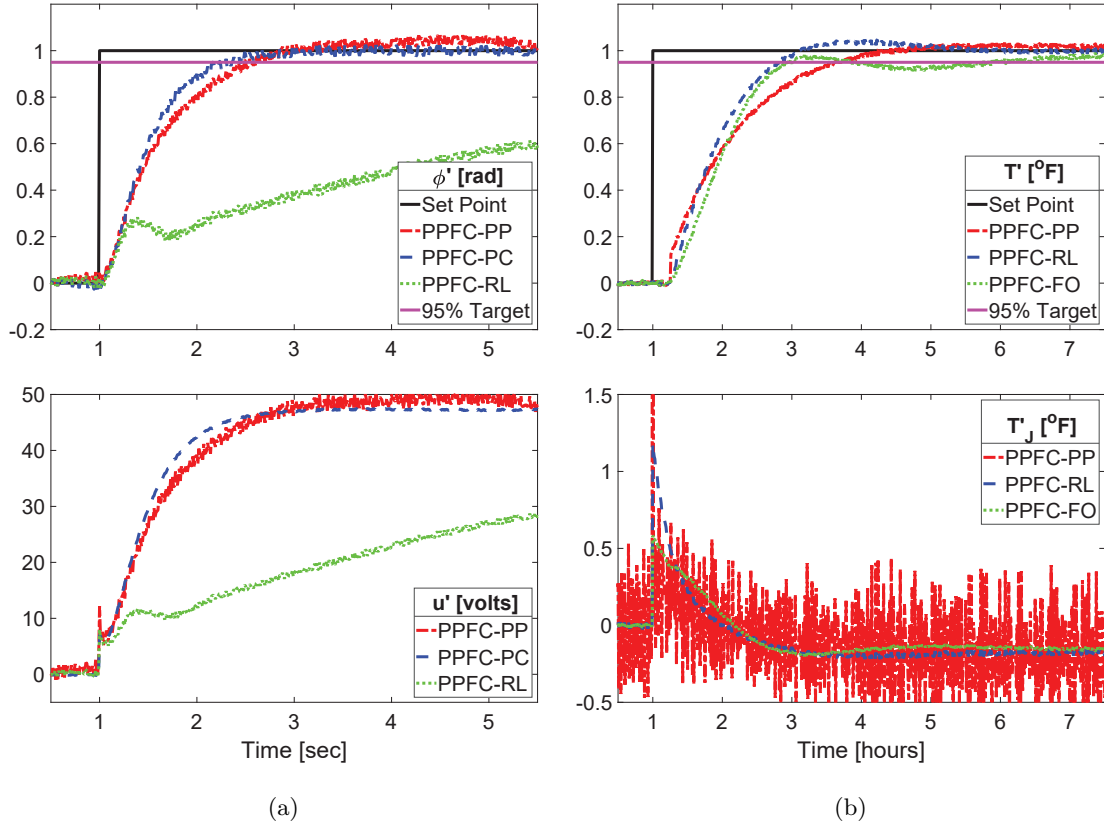 1
0.8
0.6
0.4
0.2
0
-0.2
1 2 3 4 5
ϕ' [rad]
Set Point
PPFC-PP
PPFC-PC
PPFC-RL
95% Target
1
0.8
0.6
0.4
0.2
0
-0.2
1 2 3 4 5 6 7
T' [°F]
Set Point
PPFC-PP
PPFC-RL
PPFC-FO
95% Target
50
40
30
20
10
0
1 2 3 4 5
Time [sec]
u' [volts]
PPFC-PP
PPFC-PC
PPFC-RL
(a)
1.5
1
0.5
0
-0.5
1 2 3 4 5 6 7
Time [hours]
T'J [°F]
PPFC-PP
PPFC-RL
PPFC-FO
(b)